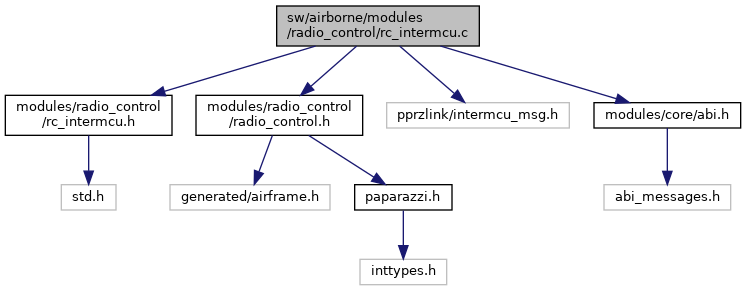 sw/airborne/modules
/radio_control/rc_intermcu.c
modules/radio_control
/rc_intermcu.h
modules/radio_control
/radio_control.h
pprzlink/intermcu_msg.h
modules/core/abi.h
std.h
generated/airframe.h
paparazzi.h
abi_messages.h
inttypes.h